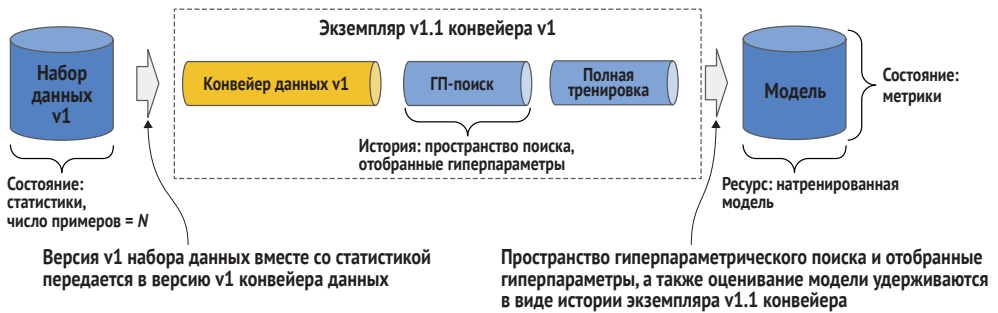 Экземпляр v1.1 конвейера v1
Набор
данных
v1
Конвейер данных v1
ГП-поиск
Полная
тренировка
Модель
Состояние:
метрики
История: пространство поиска,
отобранные гиперпараметры
Состояние:
статистики,
число примеров = N
Ресурс: натренированная
модель
Версия v1 набора данных вместе со статистикой
передается в версию v1 конвейера данных
Пространство гиперпараметрического поиска и отобранные
гиперпараметры, а также оценивание модели удерживаются
в виде истории экземпляра v1.1 конвейера